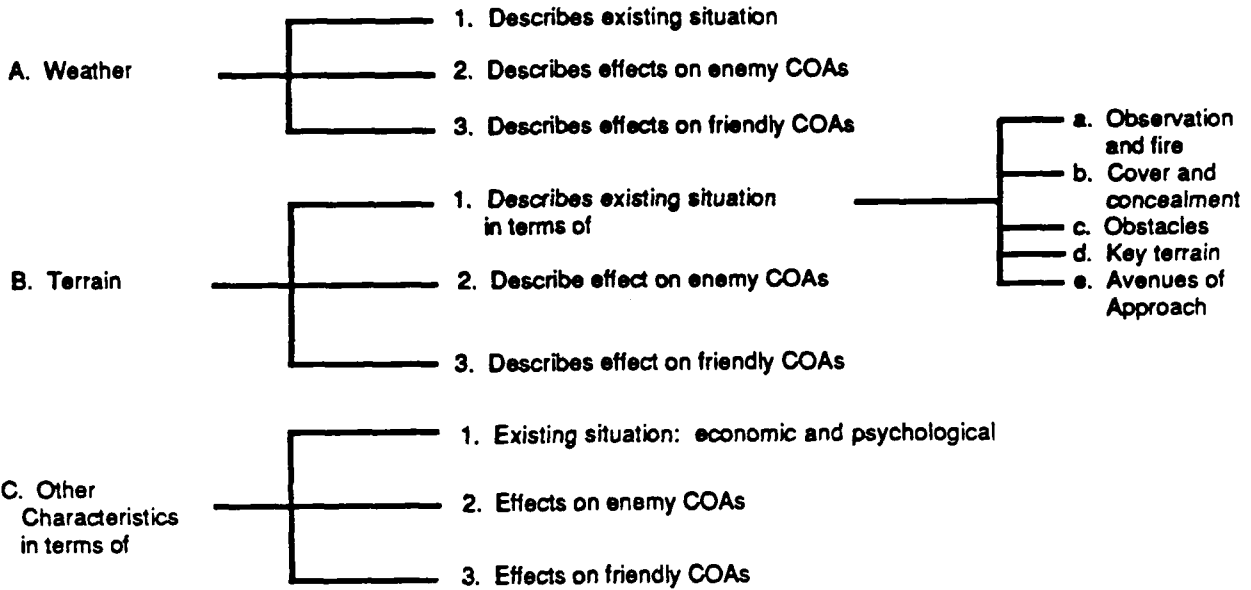 A. Weather
1. Describes existing situation
2. Describes effects on enemy COAs
3. Describes effects on friendly COAs
B. Terrain
1. Describes existing situation
in terms of
a. Observation
and fire
b. Cover and
concealment
c. Obstacles
d. Key terrain
e. Avenues of
Approach
2. Describe effect on enemy COAs
3. Describes effect on friendly COAs
C. Other
Characteristics
in terms of
1. Existing situation: economic and psychological
2. Effects on enemy COAs
3. Effects on friendly COAs